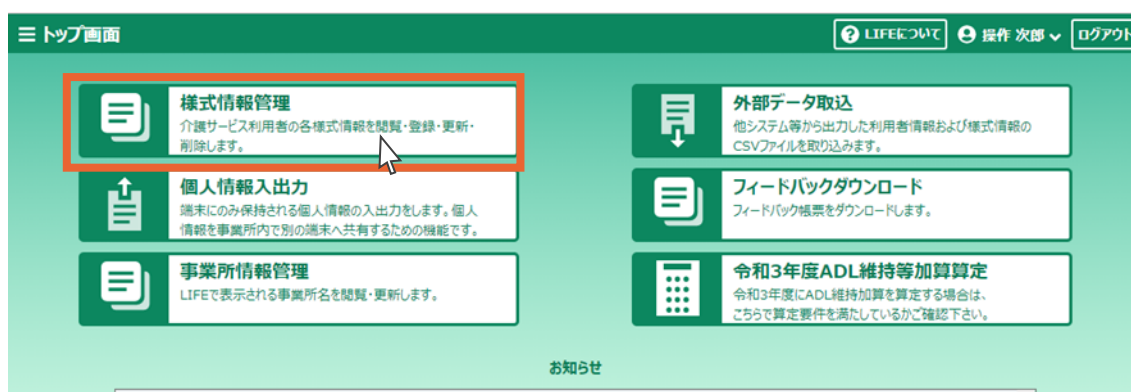 トップ画面
? LIFEについて
操作 次郎
ログアウト
様式情報管理
介護サービス利用者の各様式情報を閲覧・登録・更新・
削除します。
外部データ取込
他システム等から出力した利用者情報および様式情報の
CSVファイルを取り込みます。
個人情報入出力
端末にのみ保持される個人情報の入出力をします。個人
情報を事業所内で別の端末へ共有するための機能です。
フィードバックダウンロード
フィードバック帳票をダウンロードします。
事業所情報管理
LIFEで表示される事業所名を閲覧・更新します。
令和3年度ADL維持等加算算定
令和3年度にADL維持加算を算定する場合は、
こちらで算定要件を満たしているかご確認下さい。
お知らせ